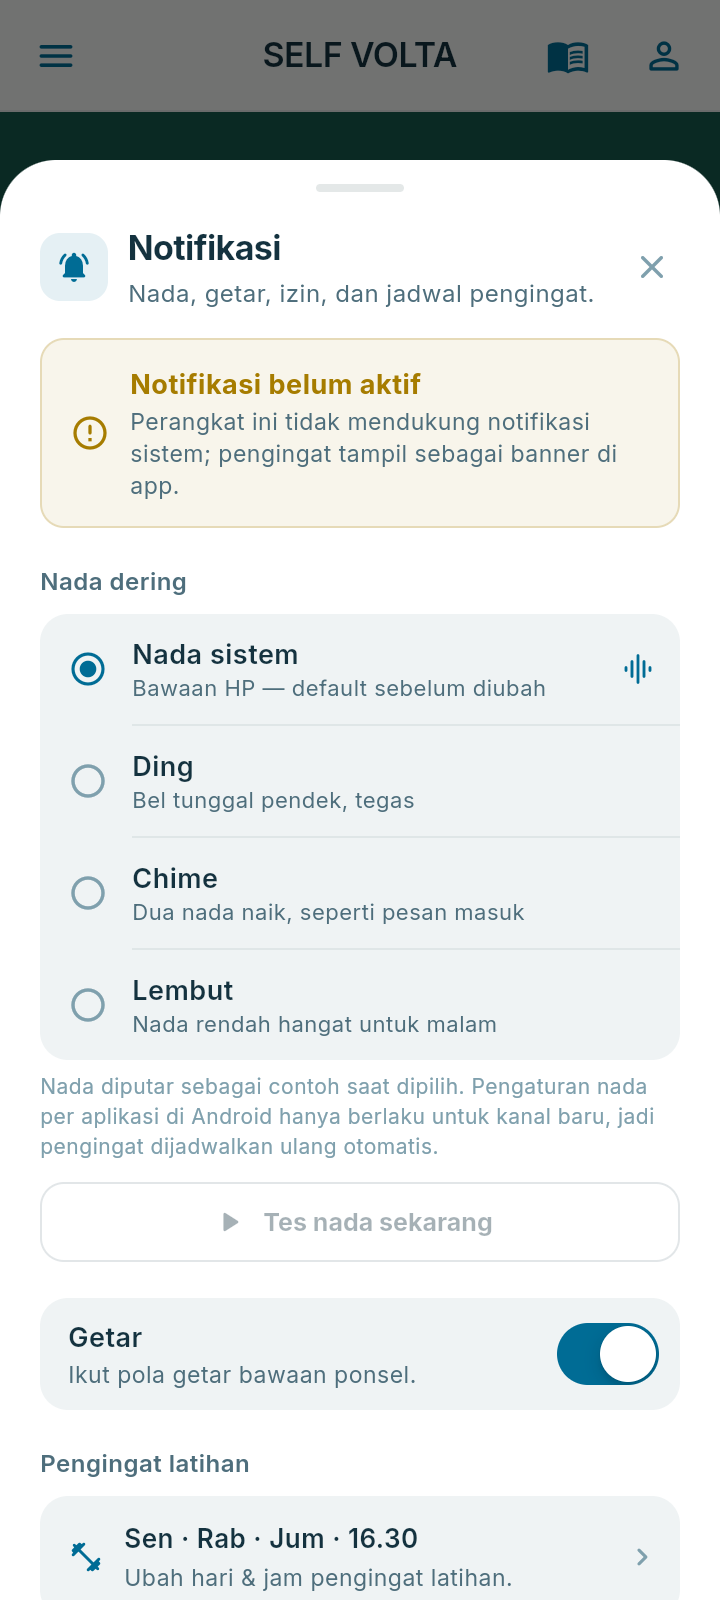 SELF VOLTA
Notifikasi
Nada, getar, izin, dan jadwal pengingat.
Notifikasi belum aktif
Perangkat ini tidak mendukung notifikasi
sistem; pengingat tampil sebagai banner di
app.
Nada dering
Nada sistem
Bawaan HP — default sebelum diubah
Ding
Bel tunggal pendek, tegas
Chime
Dua nada naik, seperti pesan masuk
Lembut
Nada rendah hangat untuk malam
Nada diputar sebagai contoh saat dipilih. Pengaturan nada
per aplikasi di Android hanya berlaku untuk kanal baru, jadi
pengingat dijadwalkan ulang otomatis.
Tes nada sekarang
Getar
Ikut pola getar bawaan ponsel.
Pengingat latihan
Sen · Rab · Jum · 16.30
Ubah hari & jam pengingat latihan.